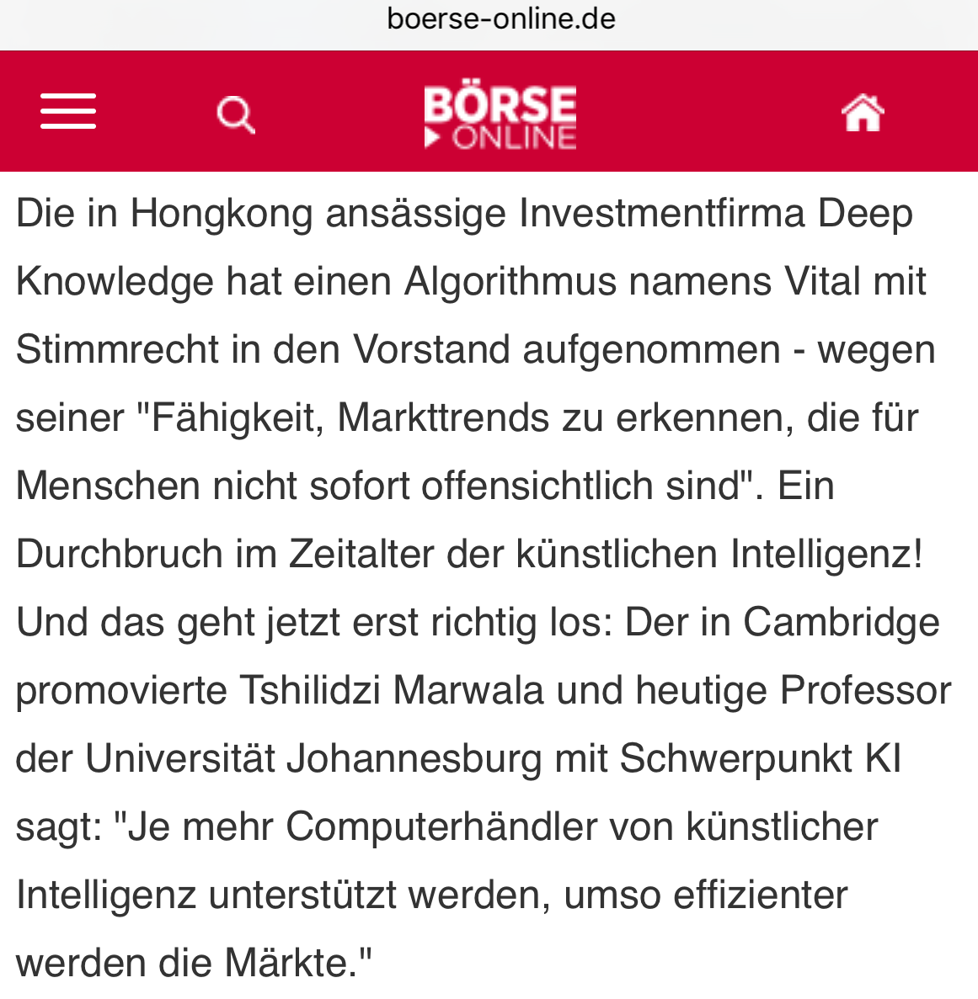 boerse-online.de
BÖRSE
ONLINE
Die in Hongkong ansässige Investmentfirma Deep
Knowledge hat einen Algorithmus namens Vital mit
Stimmrecht in den Vorstand aufgenommen - wegen
seiner "Fähigkeit, Markttrends zu erkennen, die für
Menschen nicht sofort offensichtlich sind". Ein
Durchbruch im Zeitalter der künstlichen Intelligenz!
Und das geht jetzt erst richtig los: Der in Cambridge
promovierte Tshilidzi Marwala und heutige Professor
der Universität Johannesburg mit Schwerpunkt KI
sagt: "Je mehr Computerhändler von künstlicher
Intelligenz unterstützt werden, umso effizienter
werden die Märkte."